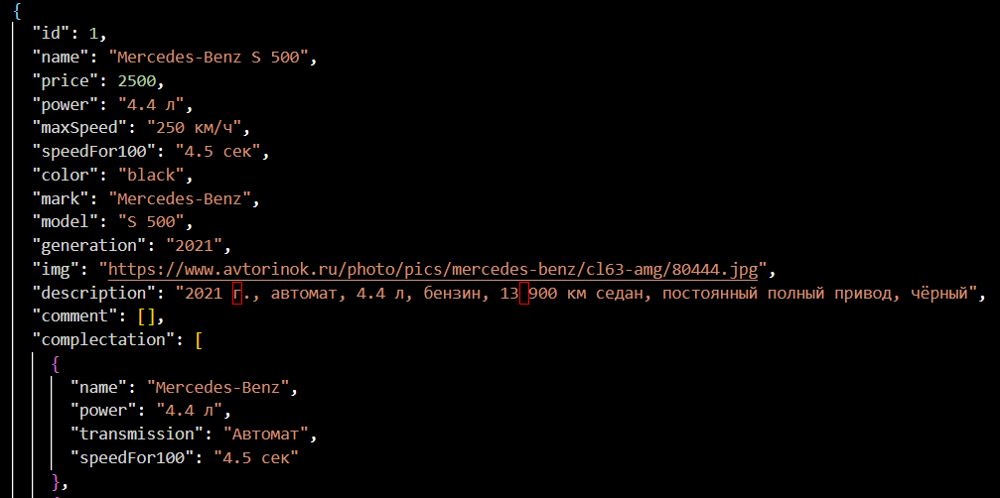 {
"id": 1,
"name": "Mercedes-Benz S 500",
"price": 2500,
"power": "4.4 л",
"maxSpeed": "250 км/ч",
"speedFor100": "4.5 сек",
"color": "black",
"mark": "Mercedes-Benz",
"model": "S 500",
"generation": "2021",
"img": "https://www.avtorinok.ru/photo/pics/mercedes-benz/cl63-amg/80444.jpg",
"description": "2021 г., автомат, 4.4 л, бензин, 13 900 км седан, постоянный полный привод, чёрный",
"comment": [],
"complectation": [
{
"name": "Mercedes-Benz",
"power": "4.4 л",
"transmission": "Автомат",
"speedFor100": "4.5 сек"
},